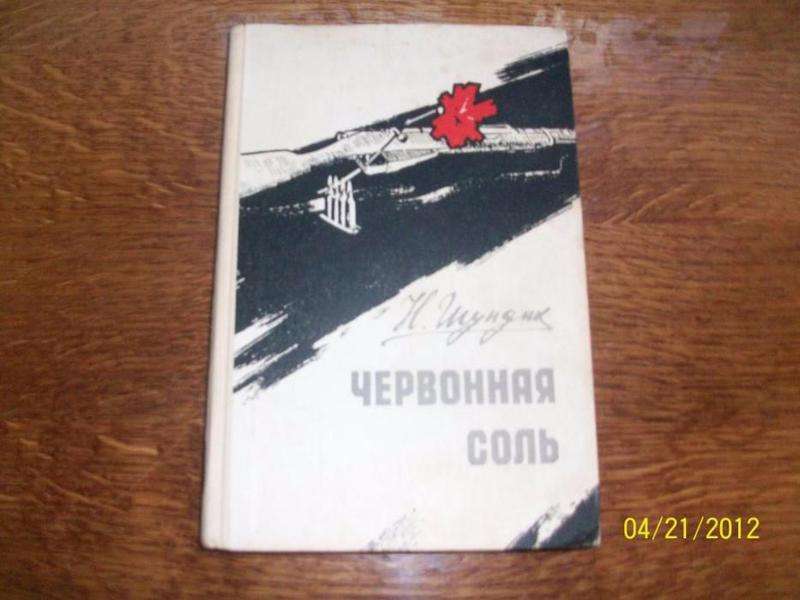 Н. Шундик
ЧЕРВОННАЯ
СОЛЬ
04/21/2012